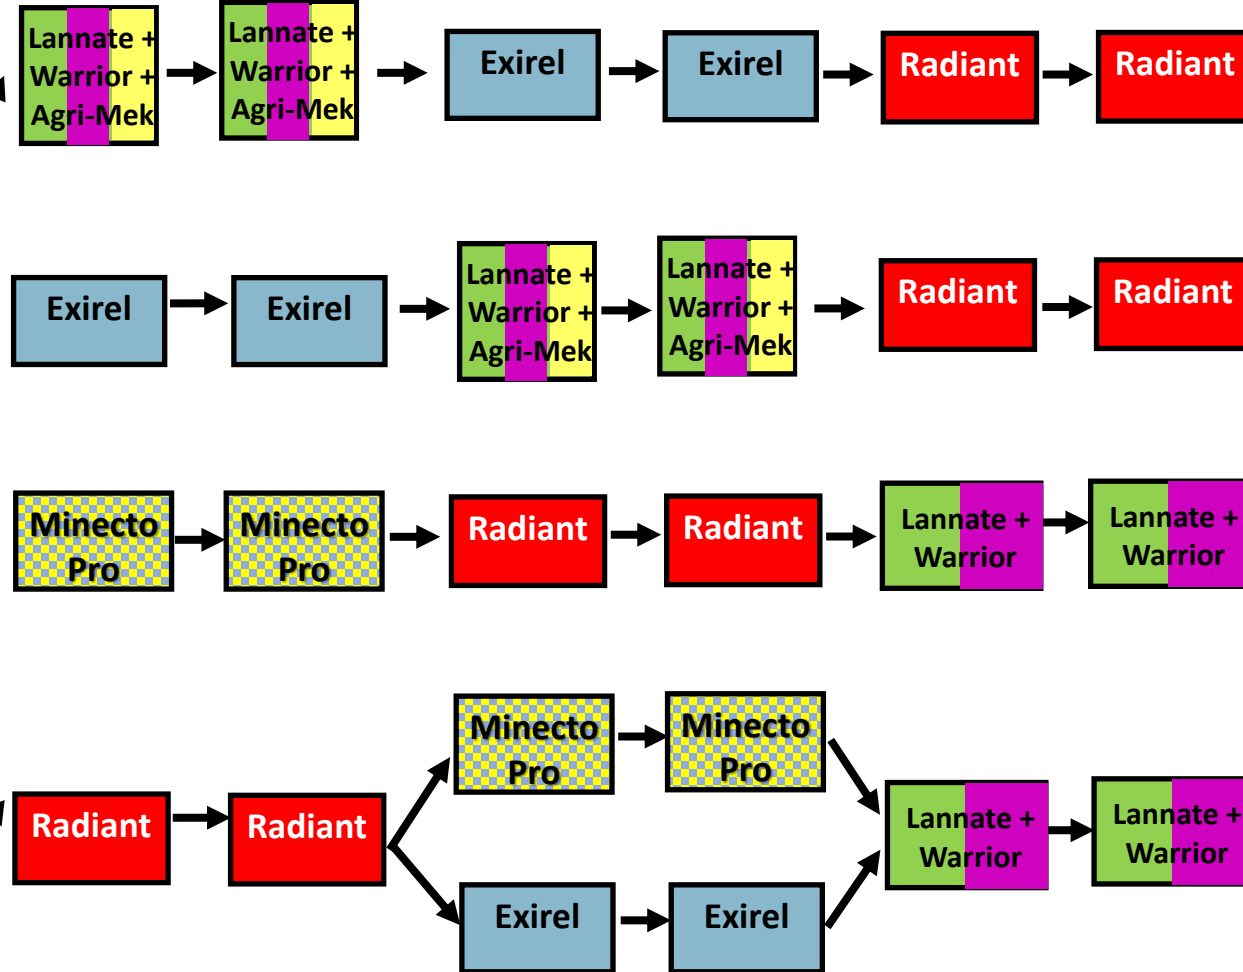 Lannate +
Warrior +
Agri-Mek
Lannate +
Warrior +
Agri-Mek
Exirel
Exirel
Radiant
Radiant
Exirel
Exirel
Lannate +
Warrior +
Agri-Mek
Lannate +
Warrior +
Agri-Mek
Radiant
Radiant
Minecto
Pro
Minecto
Pro
Radiant
Radiant
Lannate +
Warrior
Lannate +
Warrior
Radiant
Radiant
Minecto
Pro
Minecto
Pro
Exirel
Exirel
Lannate +
Warrior
Lannate +
Warrior